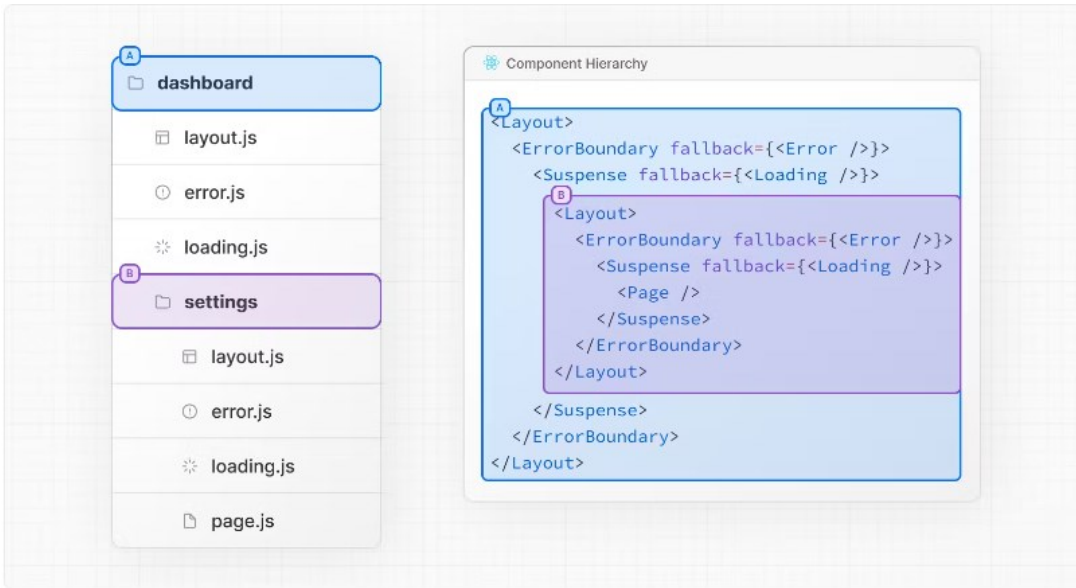 A
dashboard
layout.js
error.js
loading.js
B
settings
layout.js
error.js
loading.js
page.js
Component Hierarchy
A
<Layout>
<ErrorBoundary fallback={<Error />}>
<Suspense fallback={<Loading />}>
B
<Layout>
<ErrorBoundary fallback={<Error />}>
<Suspense fallback={<Loading />}>
<Page />
</Suspense>
</ErrorBoundary>
</Layout>
</Suspense>
</ErrorBoundary>
</Layout>